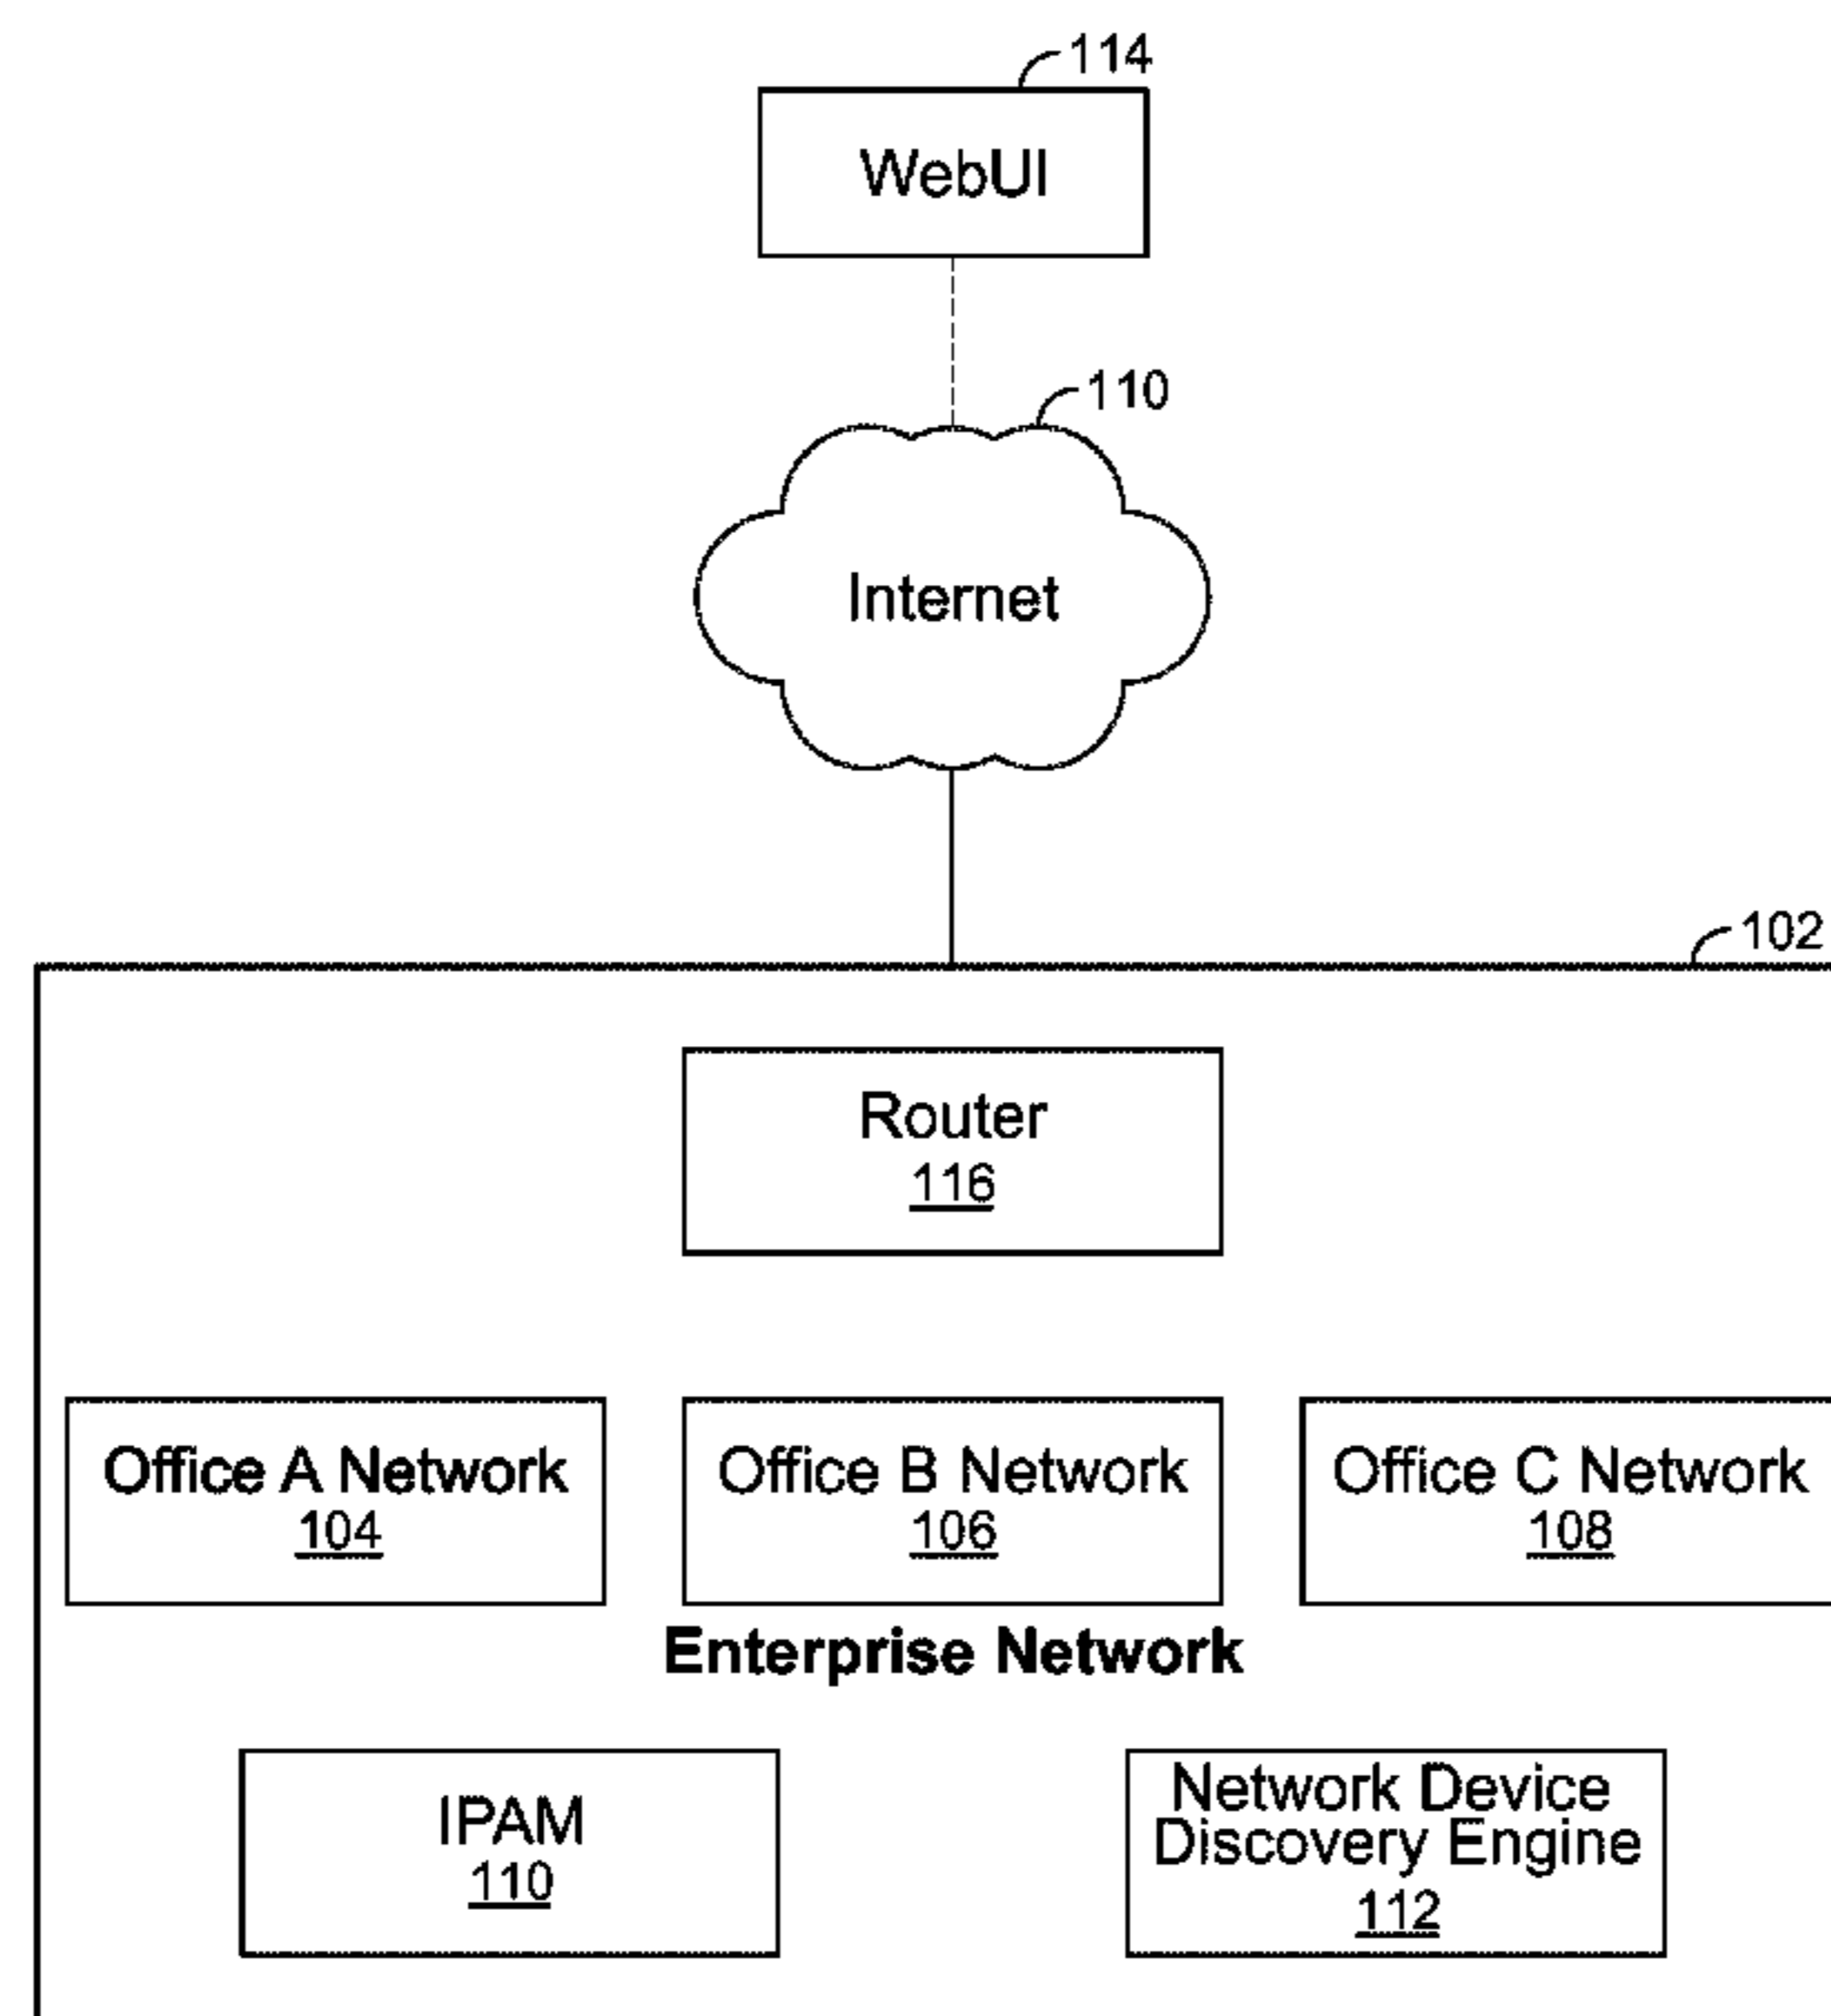 114
WebUI
110
Internet
102
Router
116
Office A Network
104
Office B Network
106
Office C Network
108
Enterprise Network
IPAM
110
Network Device
Discovery Engine
112